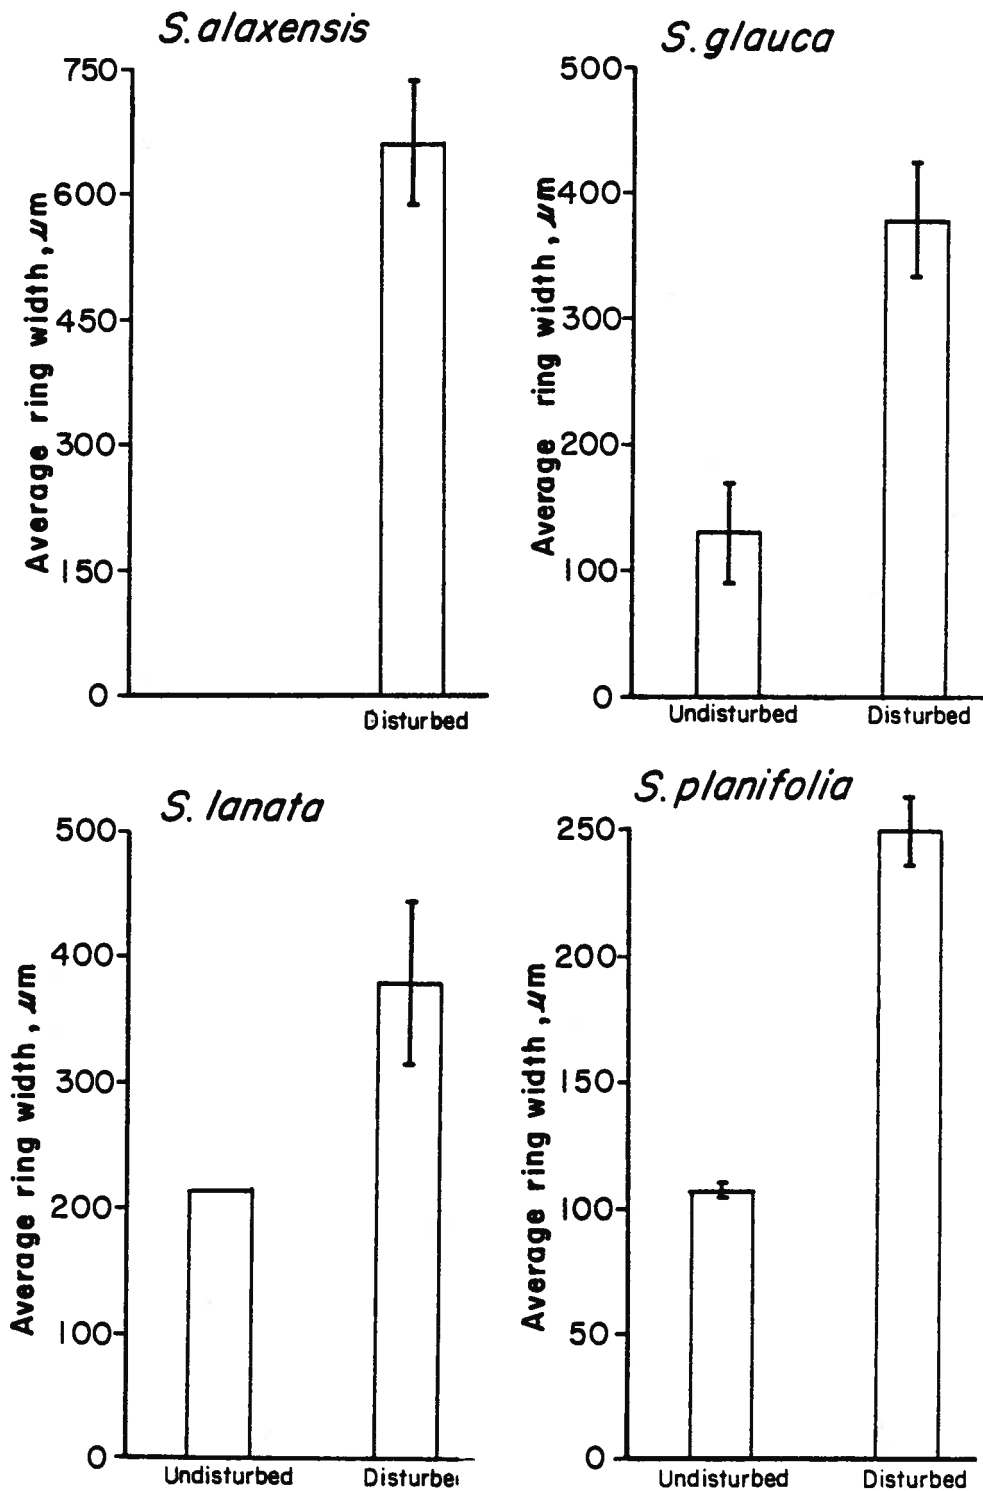 S. alaxensis
750
600
450
300
150
0
Average ring width, µm
Disturbed
S. glauca
500
400
300
200
100
0
Average ring width, µm
Undisturbed Disturbed
S. lanata
500
400
300
200
100
0
Average ring width, µm
Undisturbed Disturbe
S. planifolia
250
200
150
100
50
0
Average ring width, µm
Undisturbed Disturbed